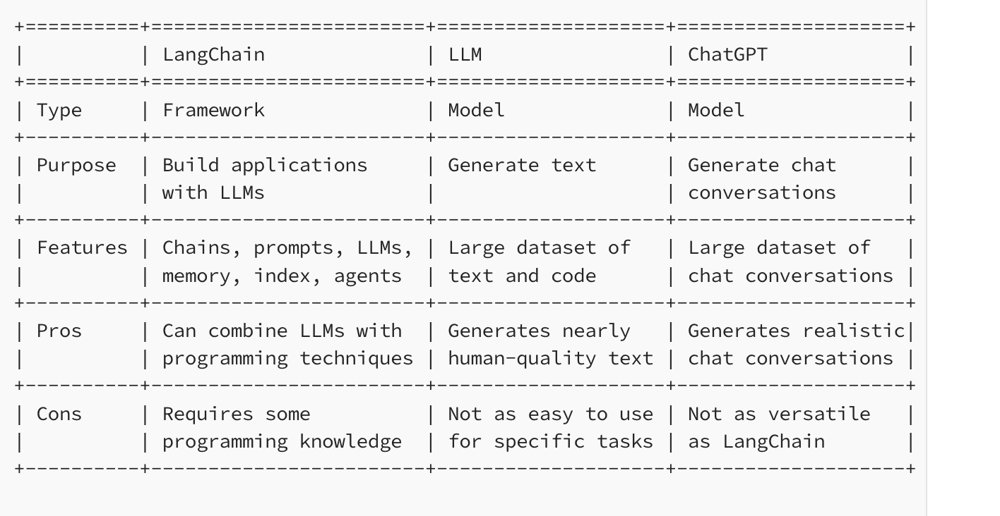 +==========+========================+====================+====================+
|          | LangChain              | LLM                | ChatGPT            |
+==========+========================+====================+====================+
| Type     | Framework              | Model              | Model              |
+----------+------------------------+--------------------+--------------------+
| Purpose  | Build applications     | Generate text      | Generate chat      |
|          | with LLMs              |                    | conversations      |
+----------+------------------------+--------------------+--------------------+
| Features | Chains, prompts, LLMs, | Large dataset of   | Large dataset of   |
|          | memory, index, agents  | text and code      | chat conversations |
+----------+------------------------+--------------------+--------------------+
| Pros     | Can combine LLMs with  | Generates nearly   | Generates realistic|
|          | programming techniques | human-quality text | chat conversations |
+----------+------------------------+--------------------+--------------------+
| Cons     | Requires some          | Not as easy to use | Not as versatile   |
|          | programming knowledge  | for specific tasks | as LangChain       |
+----------+------------------------+--------------------+--------------------+